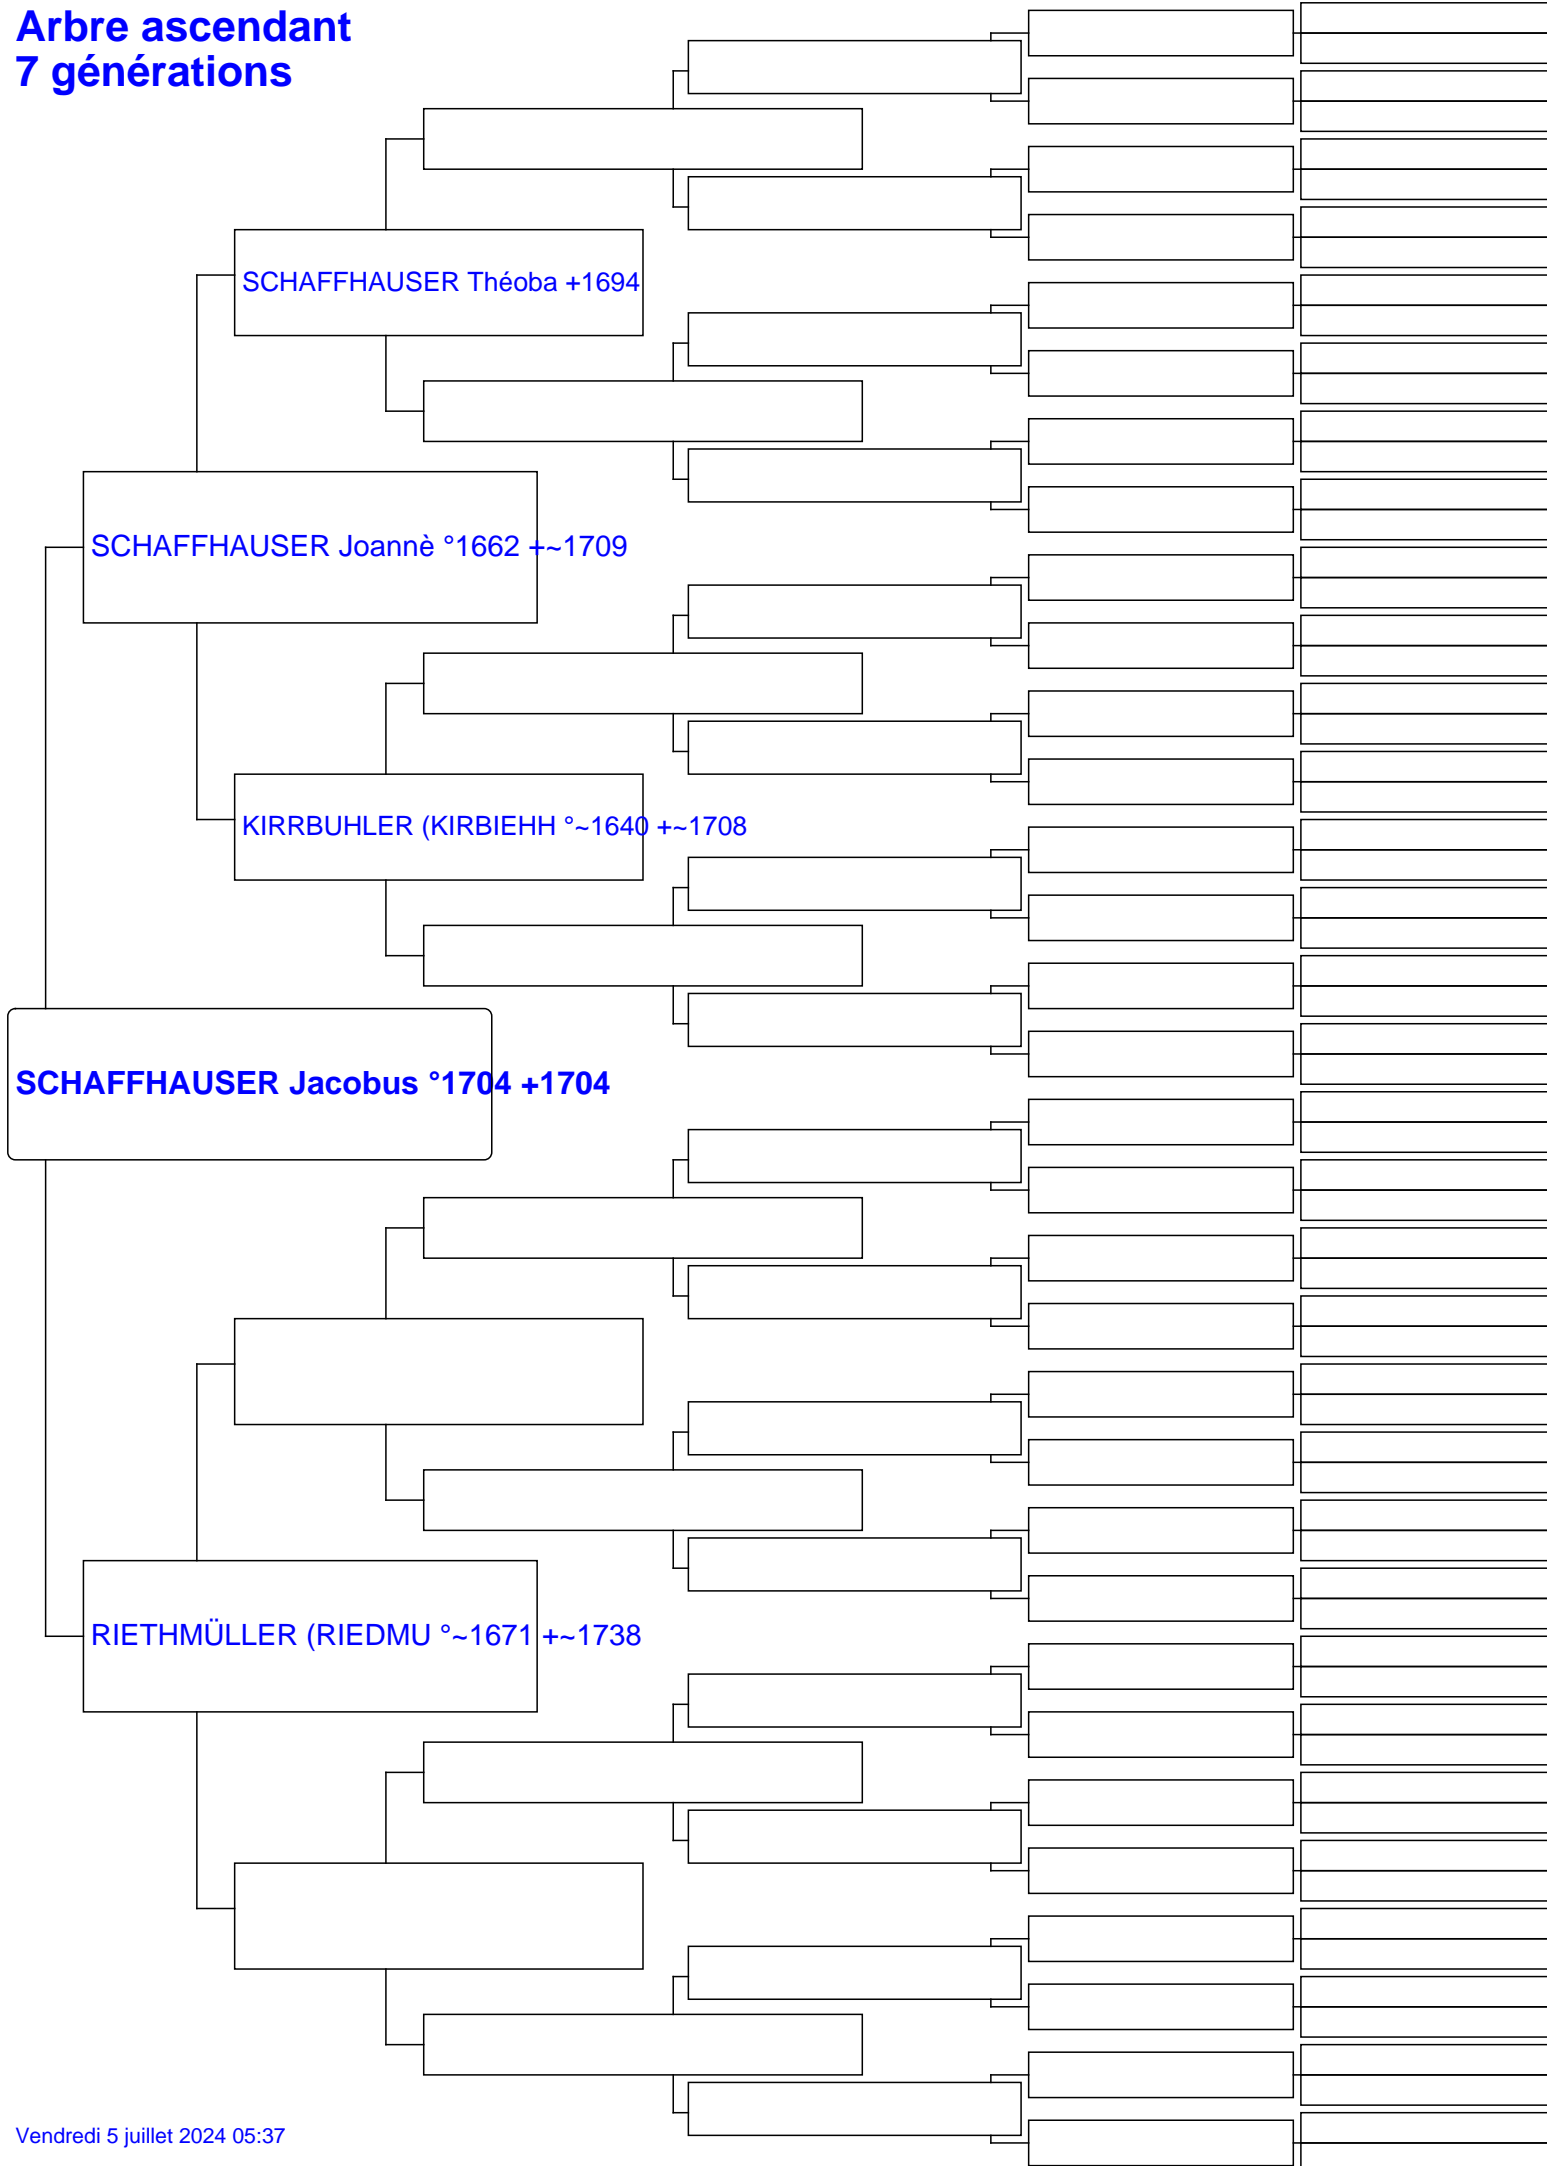 Arbre ascendant
7 générations
SCHAFFHAUSER Théoba +1694
SCHAFFHAUSER Joannè °1662 +~1709
KIRRBUHLER (KIRBIEHH °~1640 +~1708
SCHAFFHAUSER Jacobus °1704 +1704
RIETHMÜLLER (RIEDMU °~1671 +~1738
Vendredi 5 juillet 2024 05:37